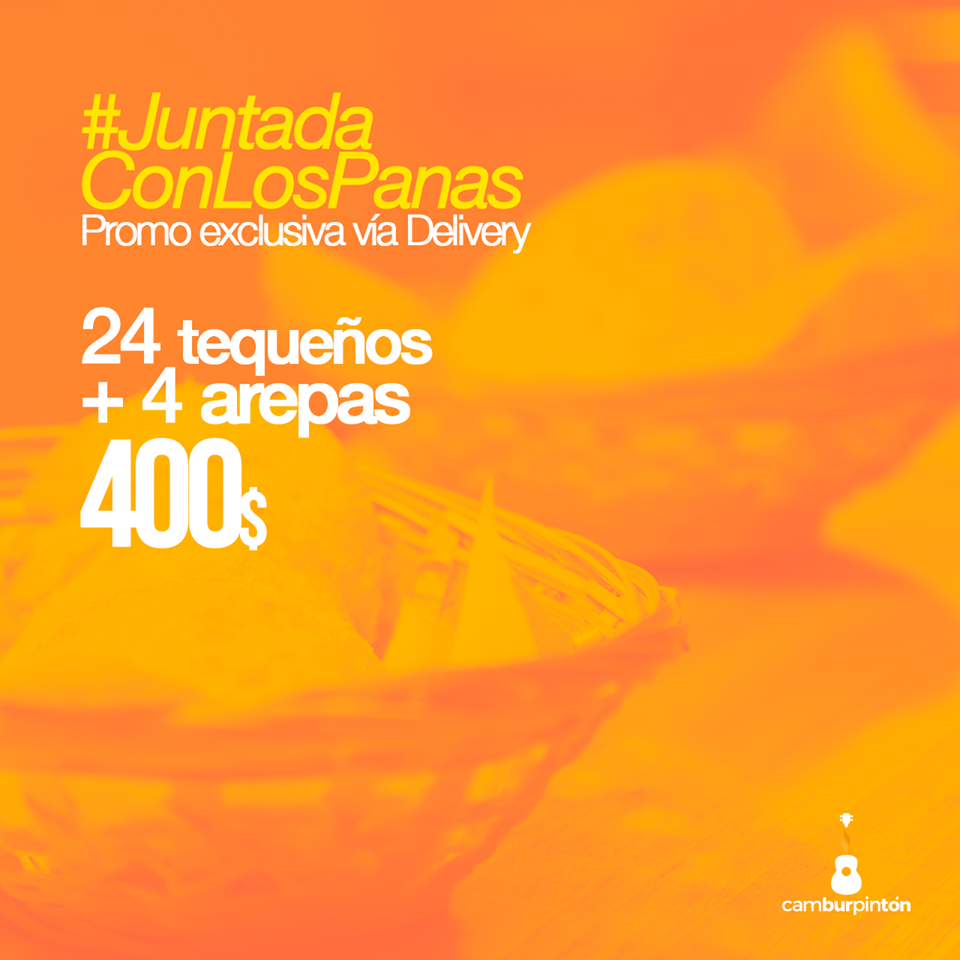 #Juntada
ConLosPanas
Promo exclusiva vía Delivery
24 tequeños
+ 4 arepas
400$
camburpintón